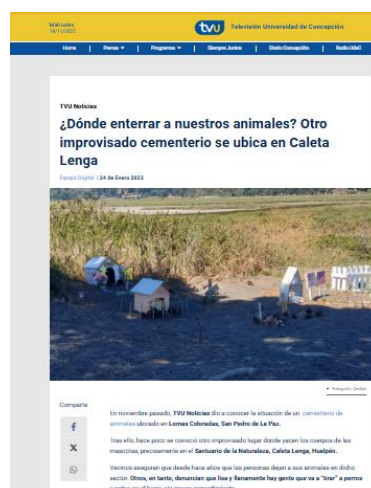 Miércoles
19/11/2025
tvu Televisión Universidad de Concepción
Home | Prensa | Programas | Siempre Juntos | Diario Concepción | Radio UdeC
TVU Noticias
¿Dónde enterrar a nuestros animales? Otro
improvisado cementerio se ubica en Caleta
Lenga
Equipo Digital | 24 de Enero 2022
Fotografía: Cedida
Comparte
En noviembre pasado, TVU Noticias dio a conocer la situación de un cementerio de
animales ubicado en Lomas Coloradas, San Pedro de La Paz.
Tras ello, hace poco se conoció otro improvisado lugar donde yacen los cuerpos de las
mascotas, precisamente en el Santuario de la Naturaleza, Caleta Lenga, Hualpén.
Vecinos aseguran que desde hace años que las personas dejan a sus animales en dicho
sector. Otros, en tanto, denuncian que lisa y llanamente hay gente que va a "tirar" a perros